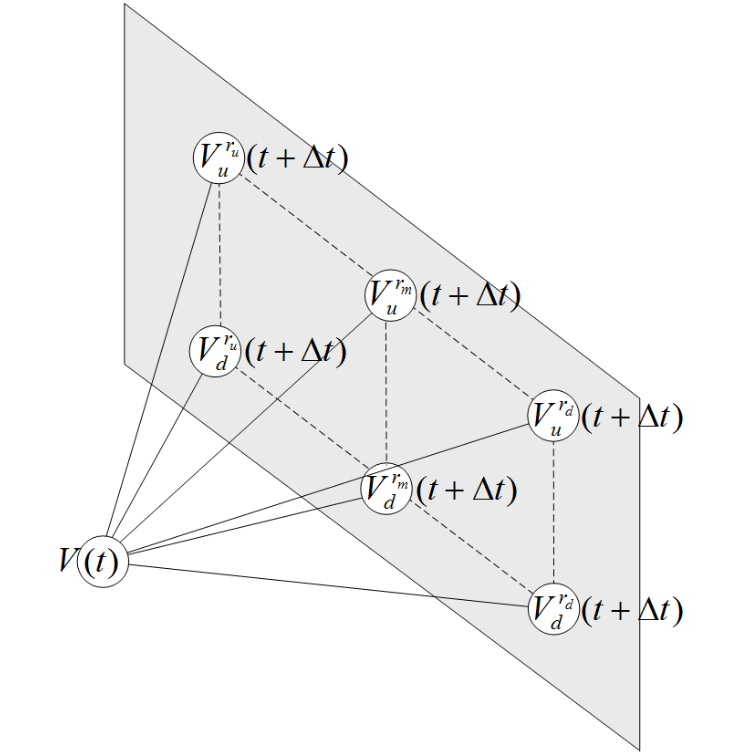 V_u^{r_u}(t + Δt)
V_u^{r_m}(t + Δt)
V_d^{r_u}(t + Δt)
V_u^{r_d}(t + Δt)
V_d^{r_m}(t + Δt)
V(t)
V_d^{r_d}(t + Δt)